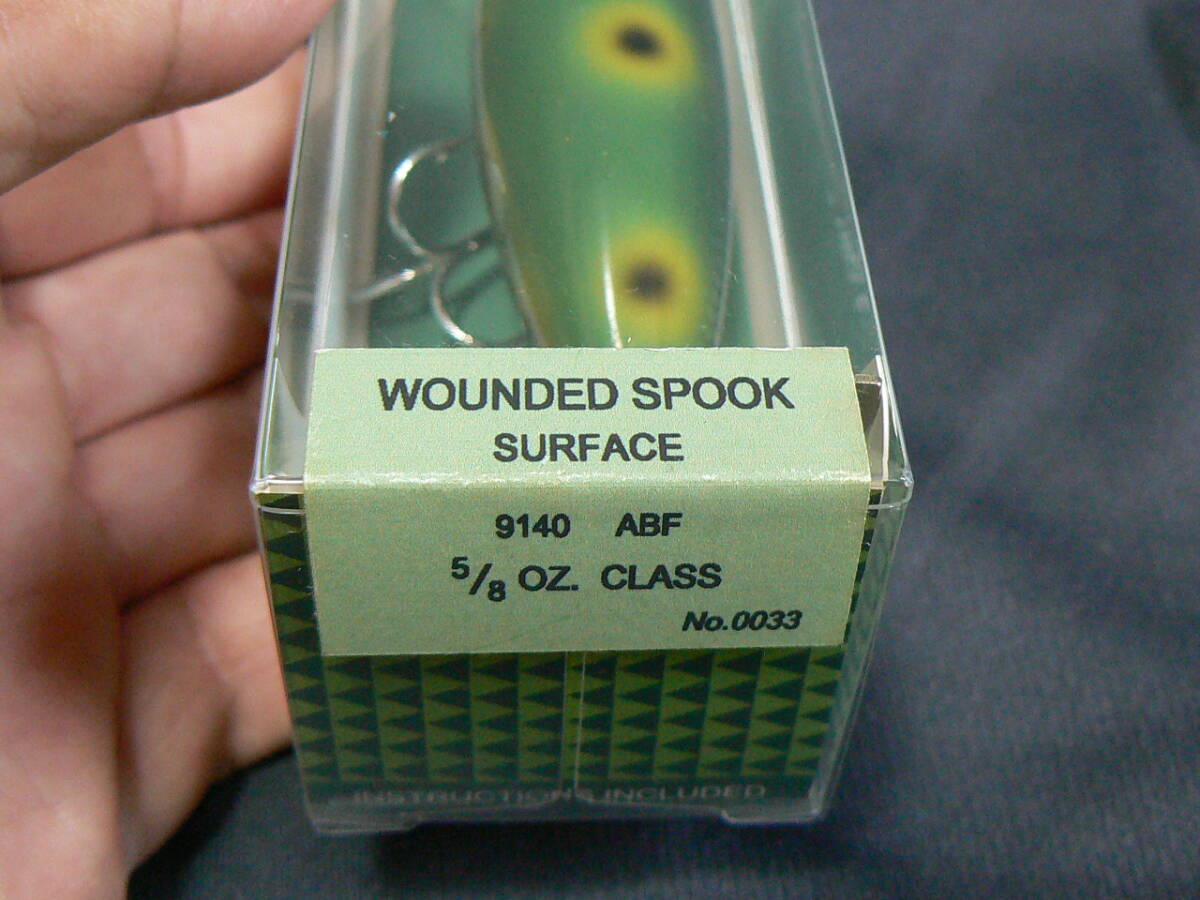 WOUNDED SPOOK
SURFACE
9140 ABF
5/8 OZ. CLASS
No.0033
INSTRUCTIONS INCLUDED